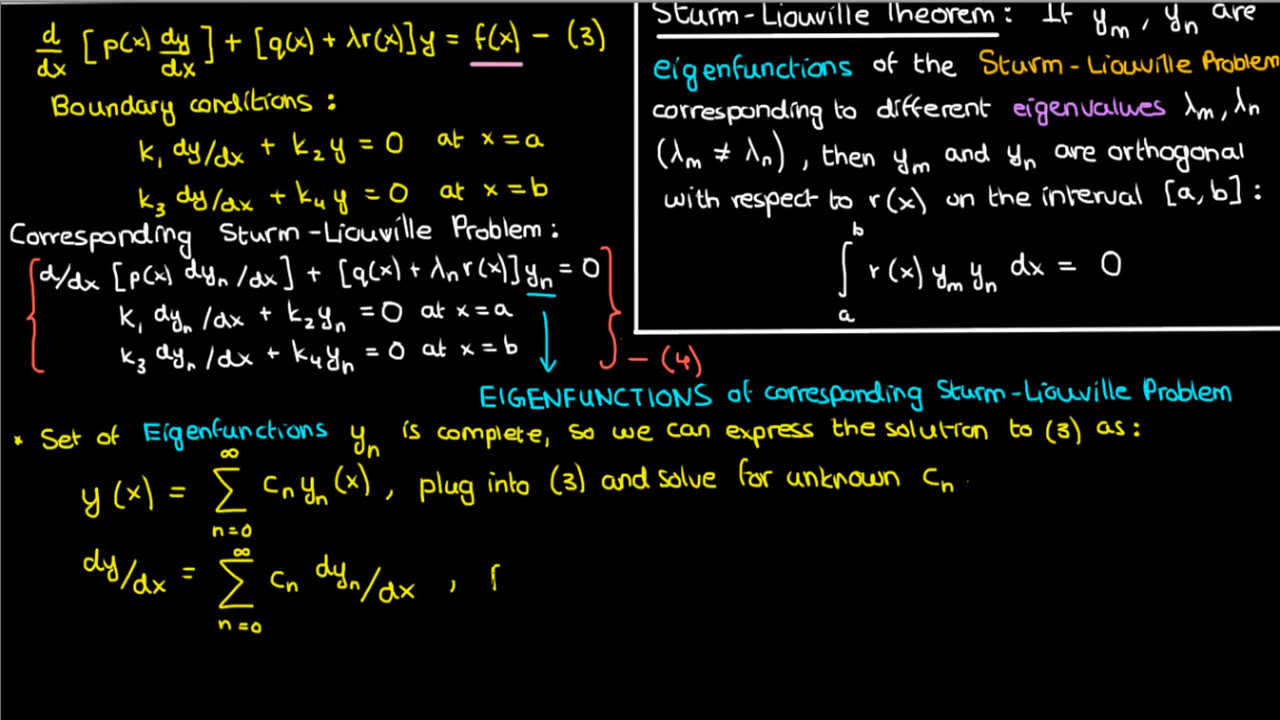 d/dx [p(x) dy/dx] + [q(x) + λr(x)]y = f(x) - (3)
Boundary conditions :
k₁ dy/dx + k₂y = 0 at x = a
k₃ dy/dx + k₄y = 0 at x = b
Corresponding Sturm-Liouville Problem :
d/dx [p(x) dyₙ/dx] + [q(x) + λₙr(x)]yₙ = 0
k₁ dyₙ/dx + k₂yₙ = 0 at x = a
k₃ dyₙ/dx + k₄yₙ = 0 at x = b
- (4)
Sturm-Liouville Theorem : If yₘ, yₙ are
eigenfunctions of the Sturm-Liouville Problem
corresponding to different eigenvalues λₘ, λₙ
(λₘ ≠ λₙ), then yₘ and yₙ are orthogonal
with respect to r(x) on the interval [a, b] :
∫ₐᵇ r(x) yₘ yₙ dx = 0
EIGENFUNCTIONS of corresponding Sturm-Liouville Problem
* Set of Eigenfunctions yₙ is complete, so we can express the solution to (3) as :
y(x) = ∑_{n=0}^{∞} cₙyₙ(x), plug into (3) and solve for unknown cₙ.
dy/dx = ∑_{n=0}^{∞} cₙ dyₙ/dx , [